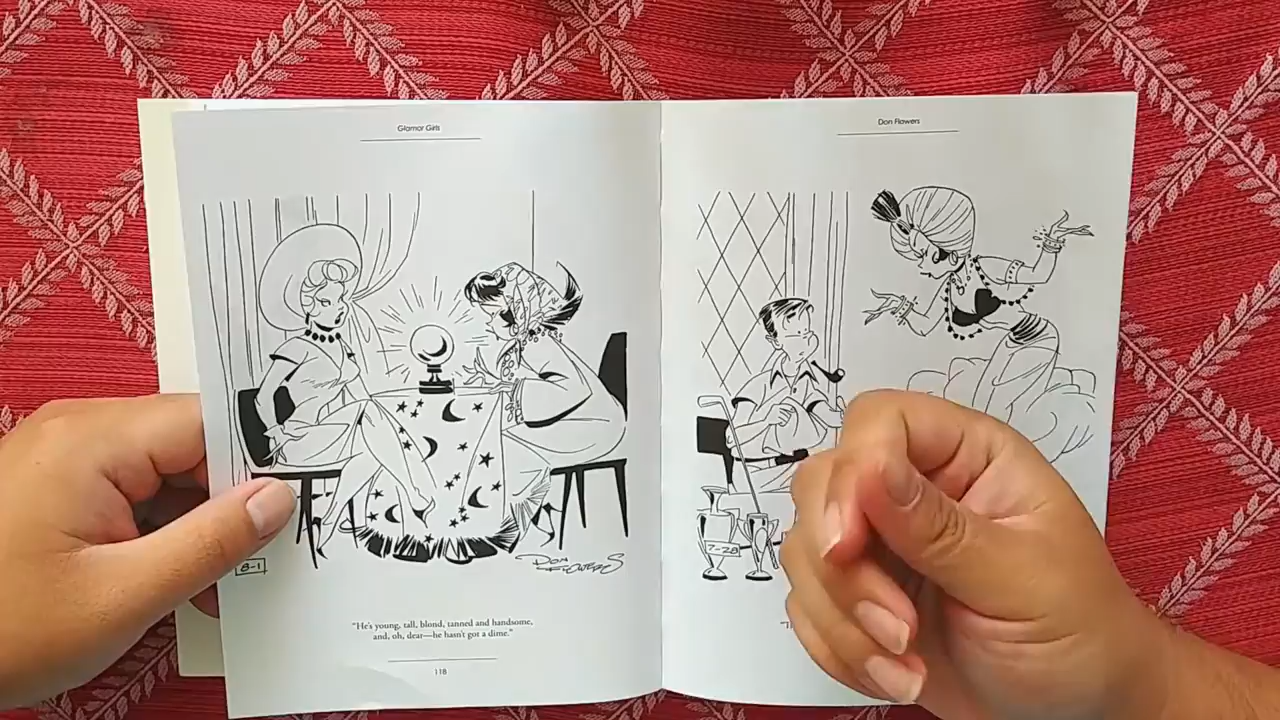 Glamor Girls
8-1
DON FLOWERS
“He’s young, tall, blond, tanned and handsome,
and, oh, dear—he hasn’t got a dime.”
118
Don Flowers
7-28